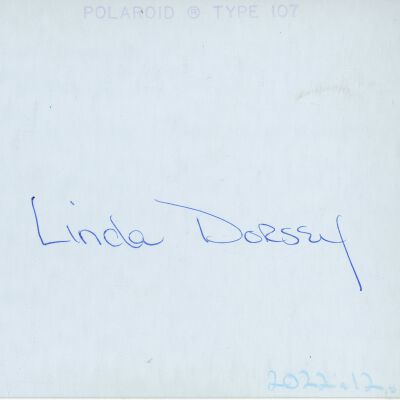 POLAROID ® TYPE 107
Linda Dorsey
2022.12.